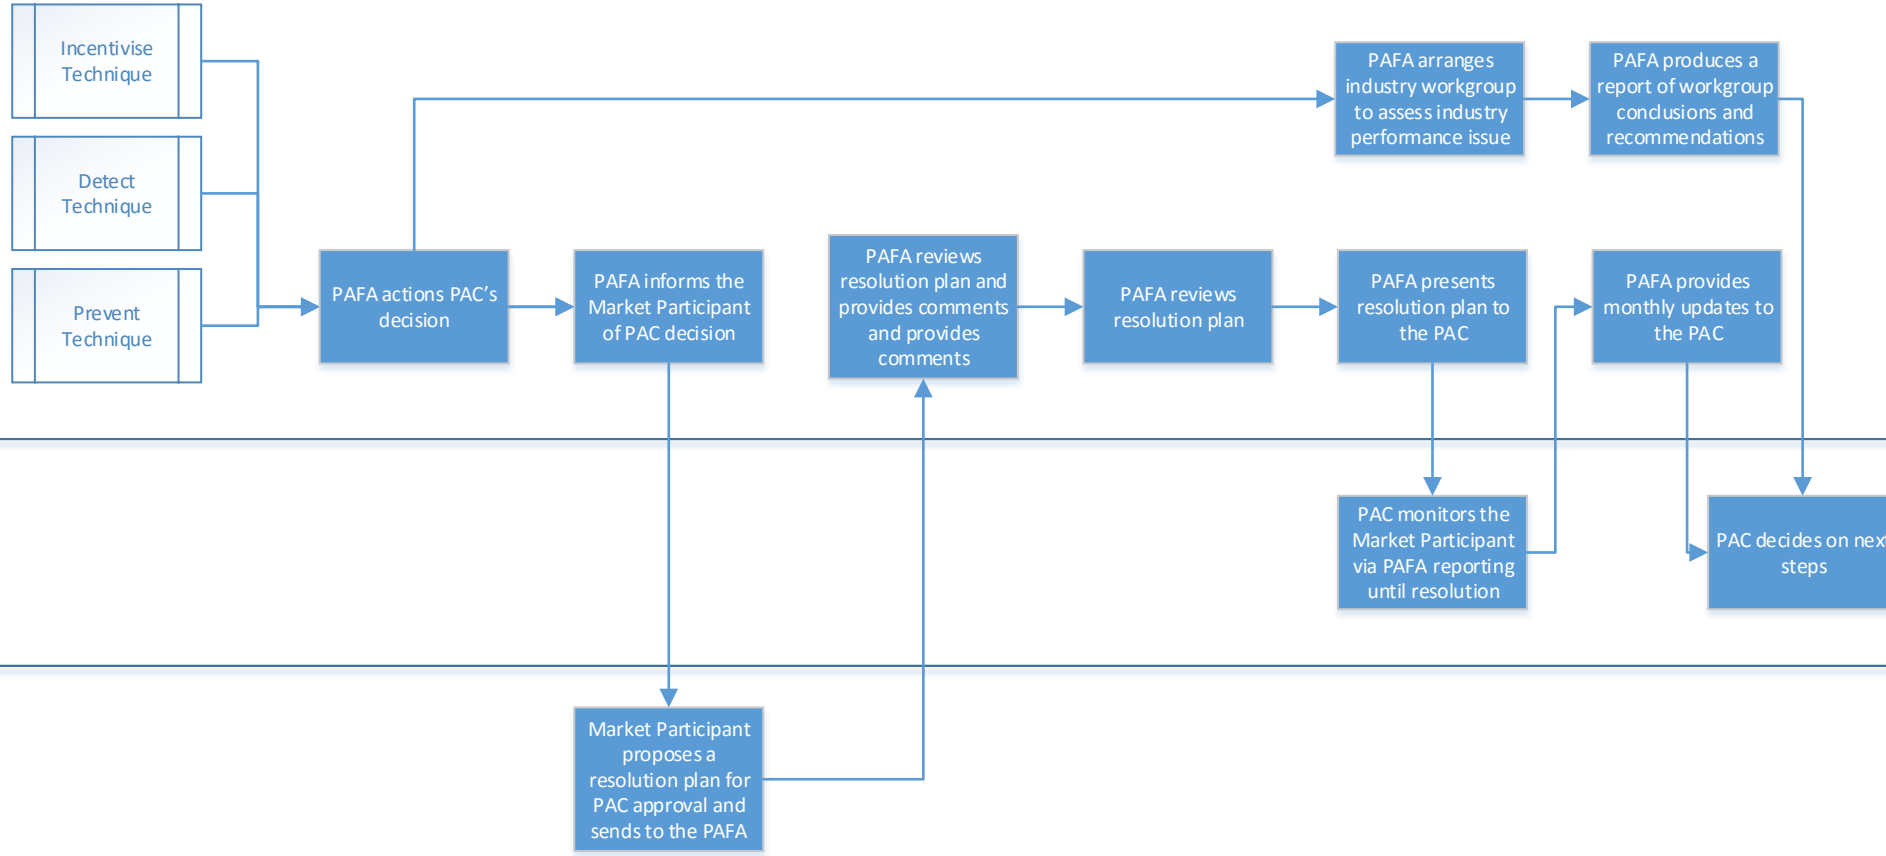 Incentivise
Technique
Detect
Technique
Prevent
Technique
PAFA actions PAC's
decision
PAFA informs the
Market Participant
of PAC decision
PAFA reviews
resolution plan and
provides comments
and provides
comments
PAFA reviews
resolution plan
PAFA presents
resolution plan to
the PAC
PAFA provides
monthly updates to
the PAC
PAFA arranges
industry workgroup
to assess industry
performance issue
PAFA produces a
report of workgroup
conclusions and
recommendations
PAC monitors the
Market Participant
via PAFA reporting
until resolution
PAC decides on next
steps
Market Participant
proposes a
resolution plan for
PAC approval and
sends to the PAFA